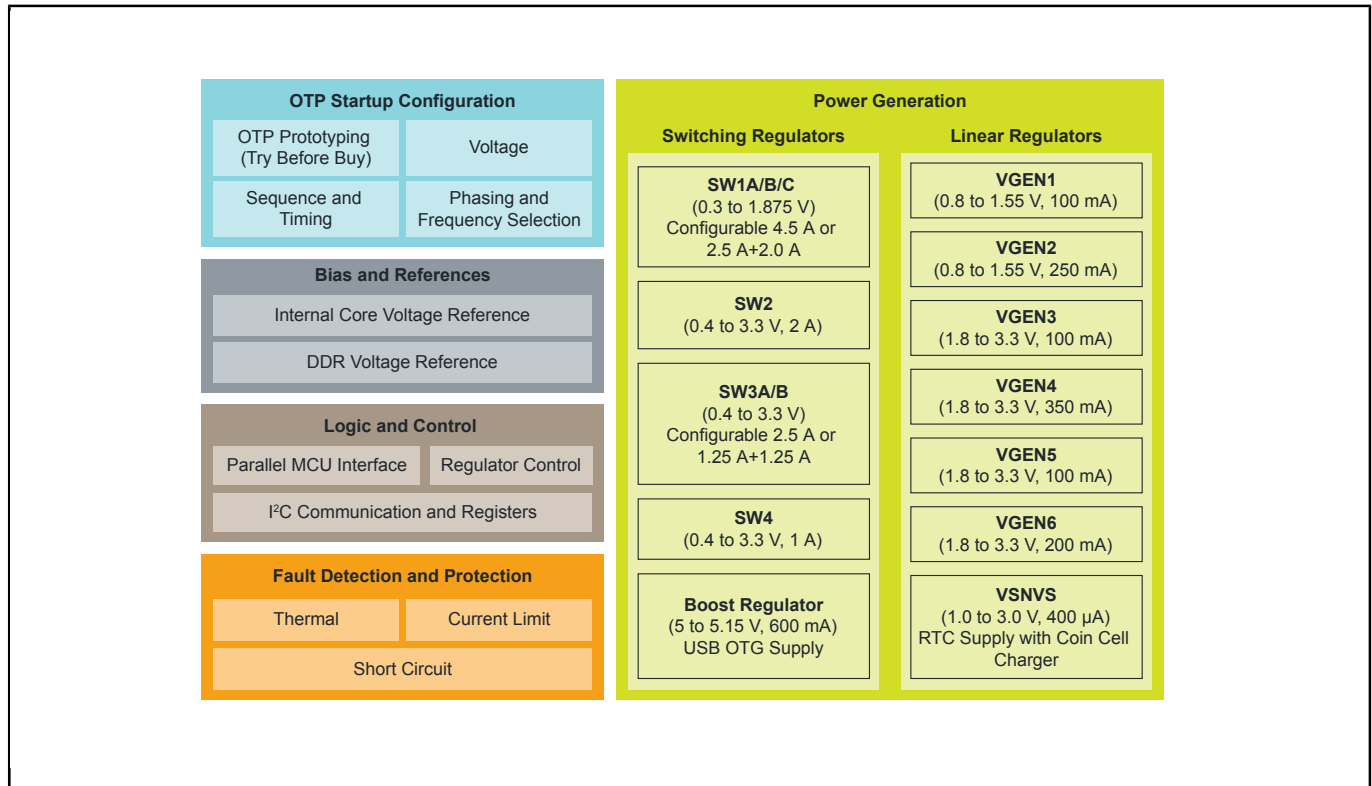 OTP Startup Configuration
OTP Prototyping
(Try Before Buy)
Voltage
Sequence and
Timing
Phasing and
Frequency Selection
Bias and References
Internal Core Voltage Reference
DDR Voltage Reference
Logic and Control
Parallel MCU Interface
Regulator Control
I²C Communication and Registers
Fault Detection and Protection
Thermal
Current Limit
Short Circuit
Power Generation
Switching Regulators
SW1A/B/C
(0.3 to 1.875 V)
Configurable 4.5 A or
2.5 A+2.0 A
SW2
(0.4 to 3.3 V, 2 A)
SW3A/B
(0.4 to 3.3 V)
Configurable 2.5 A or
1.25 A+1.25 A
SW4
(0.4 to 3.3 V, 1 A)
Boost Regulator
(5 to 5.15 V, 600 mA)
USB OTG Supply
Linear Regulators
VGEN1
(0.8 to 1.55 V, 100 mA)
VGEN2
(0.8 to 1.55 V, 250 mA)
VGEN3
(1.8 to 3.3 V, 100 mA)
VGEN4
(1.8 to 3.3 V, 350 mA)
VGEN5
(1.8 to 3.3 V, 100 mA)
VGEN6
(1.8 to 3.3 V, 200 mA)
VSNVS
(1.0 to 3.0 V, 400 µA)
RTC Supply with Coin Cell
Charger